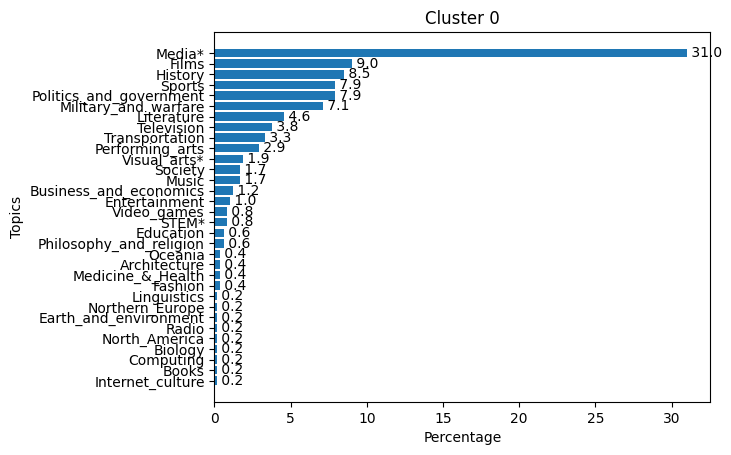 Cluster 0
Topics
Media* 31.0
Films 9.0
History 8.5
Sports 7.9
Politics_and_government 7.9
Military_and_warfare 7.1
Literature 4.6
Television 3.8
Transportation 3.3
Performing_arts 2.9
Visual_arts* 1.9
Society 1.7
Music 1.7
Business_and_economics 1.2
Entertainment 1.0
Video_games 0.8
STEM* 0.8
Education 0.6
Philosophy_and_religion 0.6
Oceania 0.4
Architecture 0.4
Medicine_&_Health 0.4
Fashion 0.4
Linguistics 0.2
Northern_Europe 0.2
Earth_and_environment 0.2
Radio 0.2
North_America 0.2
Biology 0.2
Computing 0.2
Books 0.2
Internet_culture 0.2
0 5 10 15 20 25 30
Percentage